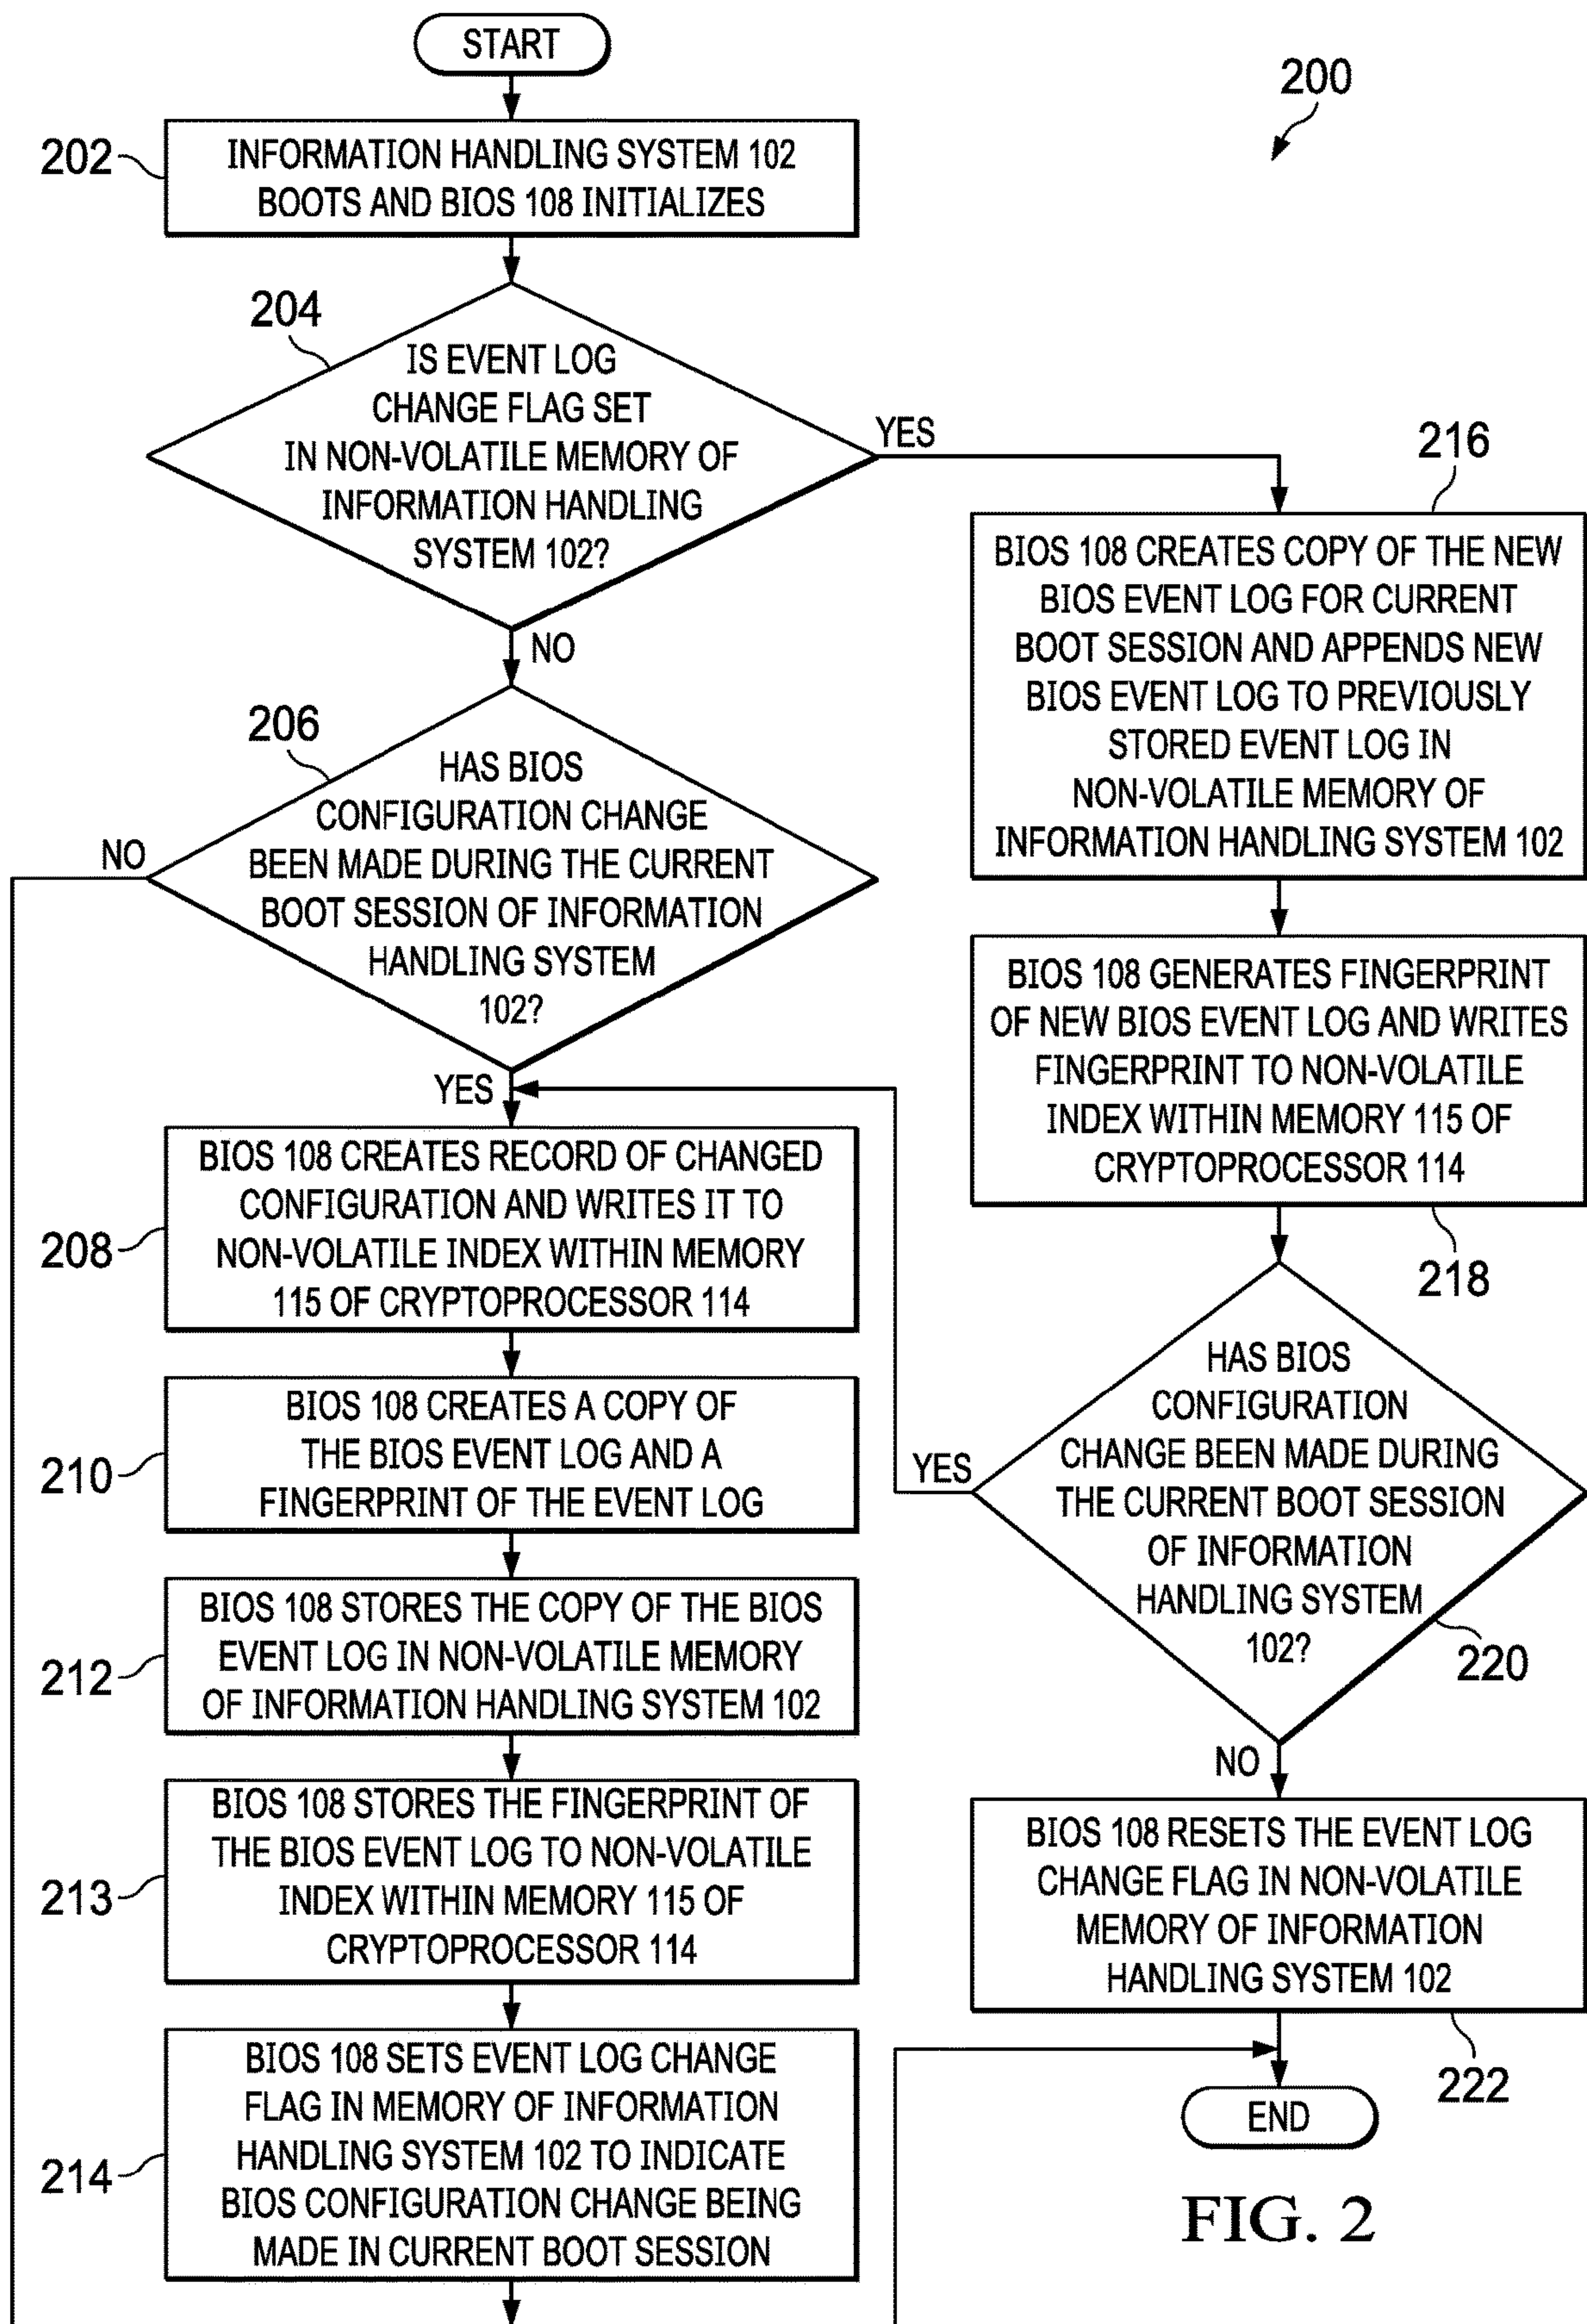 START
200
202
INFORMATION HANDLING SYSTEM 102
BOOTS AND BIOS 108 INITIALIZES
204
IS EVENT LOG
CHANGE FLAG SET
IN NON-VOLATILE MEMORY OF
INFORMATION HANDLING
SYSTEM 102?
YES
NO
206
HAS BIOS
CONFIGURATION CHANGE
BEEN MADE DURING THE CURRENT
BOOT SESSION OF INFORMATION
HANDLING SYSTEM
102?
NO
YES
208
BIOS 108 CREATES RECORD OF CHANGED
CONFIGURATION AND WRITES IT TO
NON-VOLATILE INDEX WITHIN MEMORY
115 OF CRYPTOPROCESSOR 114
210
BIOS 108 CREATES A COPY OF
THE BIOS EVENT LOG AND A
FINGERPRINT OF THE EVENT LOG
212
BIOS 108 STORES THE COPY OF THE BIOS
EVENT LOG IN NON-VOLATILE MEMORY
OF INFORMATION HANDLING SYSTEM 102
213
BIOS 108 STORES THE FINGERPRINT OF
THE BIOS EVENT LOG TO NON-VOLATILE
INDEX WITHIN MEMORY 115 OF
CRYPTOPROCESSOR 114
214
BIOS 108 SETS EVENT LOG CHANGE
FLAG IN MEMORY OF INFORMATION
HANDLING SYSTEM 102 TO INDICATE
BIOS CONFIGURATION CHANGE BEING
MADE IN CURRENT BOOT SESSION
216
BIOS 108 CREATES COPY OF THE NEW
BIOS EVENT LOG FOR CURRENT
BOOT SESSION AND APPENDS NEW
BIOS EVENT LOG TO PREVIOUSLY
STORED EVENT LOG IN
NON-VOLATILE MEMORY OF
INFORMATION HANDLING SYSTEM 102
BIOS 108 GENERATES FINGERPRINT
OF NEW BIOS EVENT LOG AND WRITES
FINGERPRINT TO NON-VOLATILE
INDEX WITHIN MEMORY 115 OF
CRYPTOPROCESSOR 114
218
HAS BIOS
CONFIGURATION
CHANGE BEEN MADE DURING
THE CURRENT BOOT SESSION
OF INFORMATION
HANDLING SYSTEM
102?
YES
220
NO
BIOS 108 RESETS THE EVENT LOG
CHANGE FLAG IN NON-VOLATILE
MEMORY OF INFORMATION
HANDLING SYSTEM 102
222
END
FIG. 2